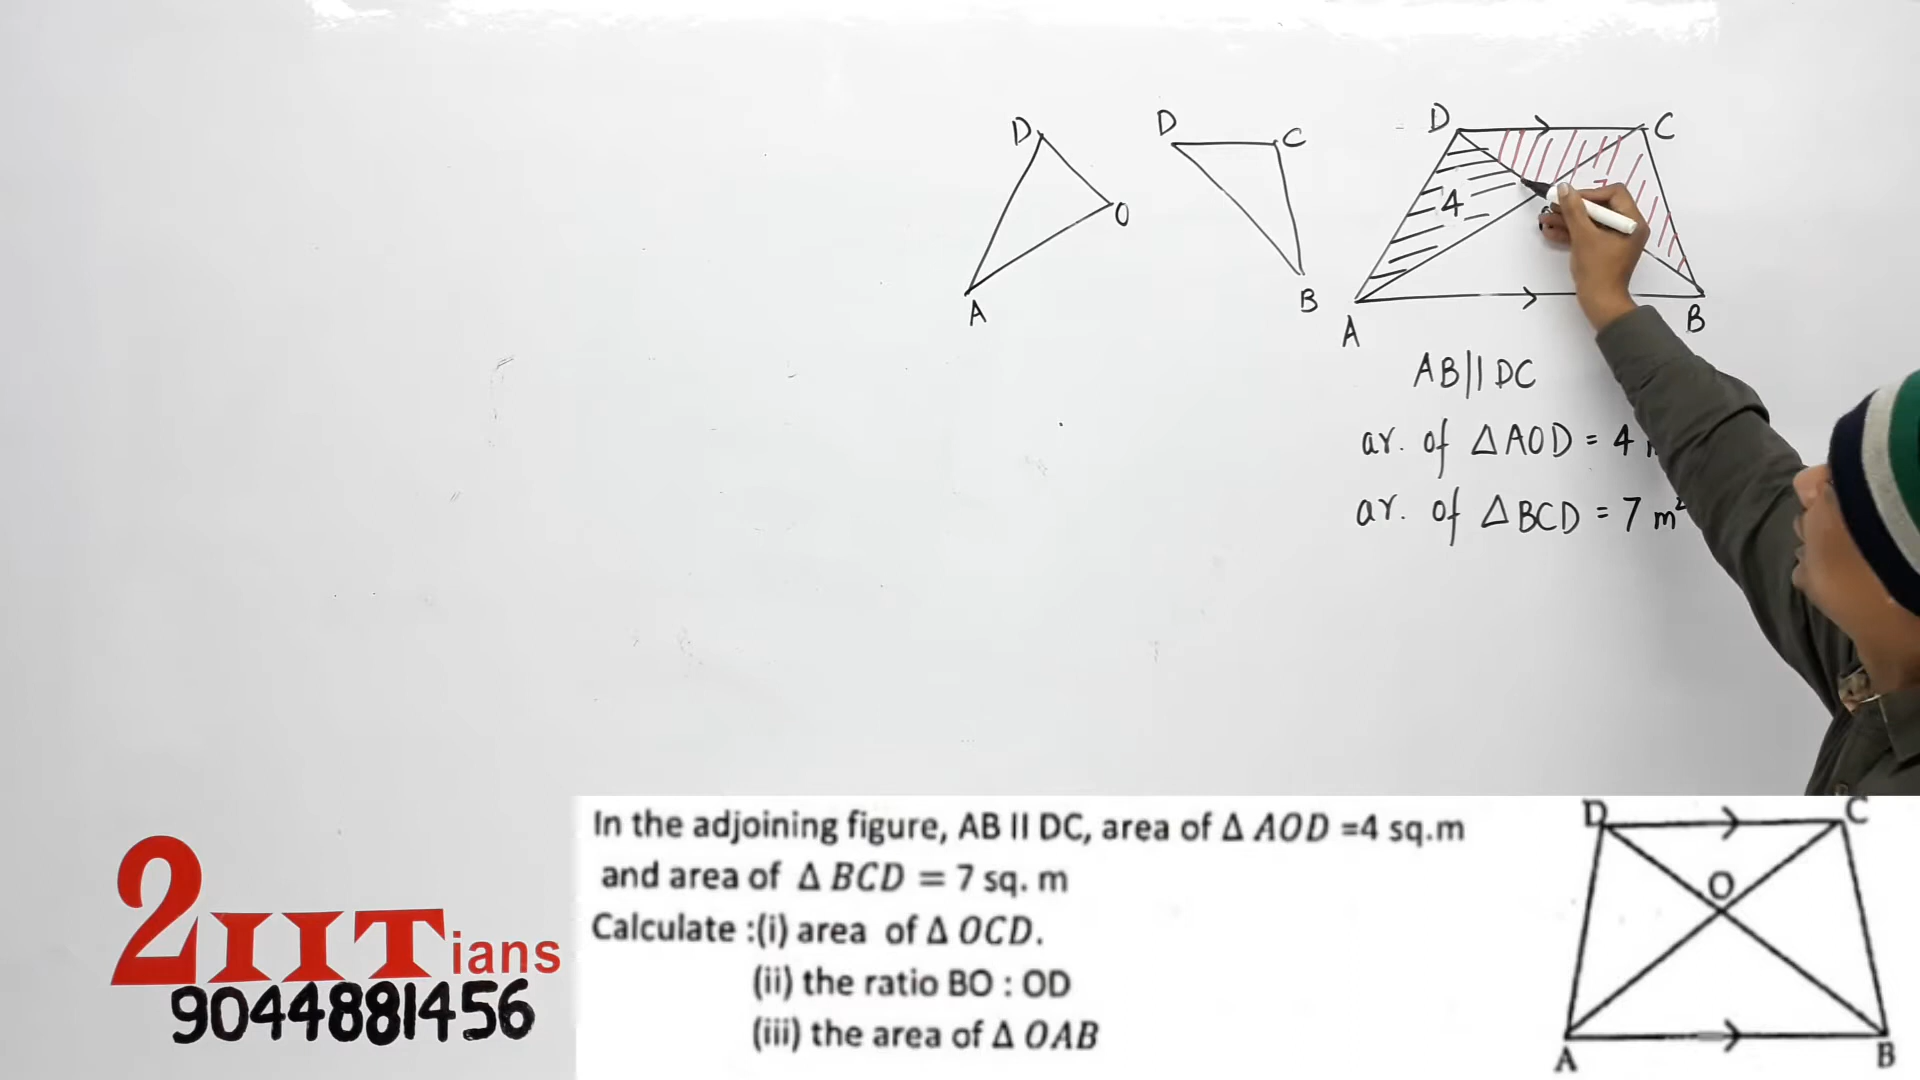 D
O
A
D
C
B
D
C
4
A
B
AB || DC
ar. of △AOD = 4
ar. of △BCD = 7 m²
2IITians
9044881456
In the adjoining figure, AB II DC, area of Δ AOD =4 sq.m
and area of Δ BCD = 7 sq. m
Calculate :(i) area of Δ OCD.
(ii) the ratio BO : OD
(iii) the area of Δ OAB
D
C
O
A
B